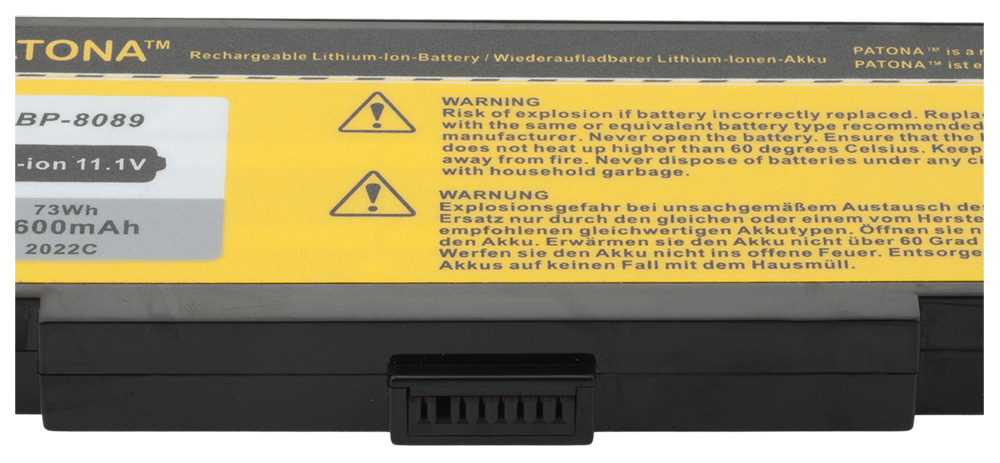 PATONA™
Rechargeable Lithium-Ion-Battery / Wiederaufladbarer Lithium-Ionen-Akku
PATONA™ is a
PATONA™ ist
BP-8089
-ion 11.1V
73Wh
600mAh
2022C
WARNING
Risk of explosion if battery incorrectly replaced.
with the same or equivalent battery type recommended
manufacturer. Never open the battery. Ensure that the
does not heat up higher than 60 degrees Celsius. Keep
away from fire. Never dispose of batteries under any
with household garbage.
WARNUNG
Explosionsgefahr bei unsachgemäßem Austausch
Ersatz nur durch den gleichen oder einem vom
empfohlenen gleichwertigen Akkutypen. Öffnen sie
den Akku. Erwärmen sie den Akku nicht über 60 Grad
Werfen sie den Akku nicht ins offene Feuer.
Akkus auf keinen Fall mit dem Hausmüll.